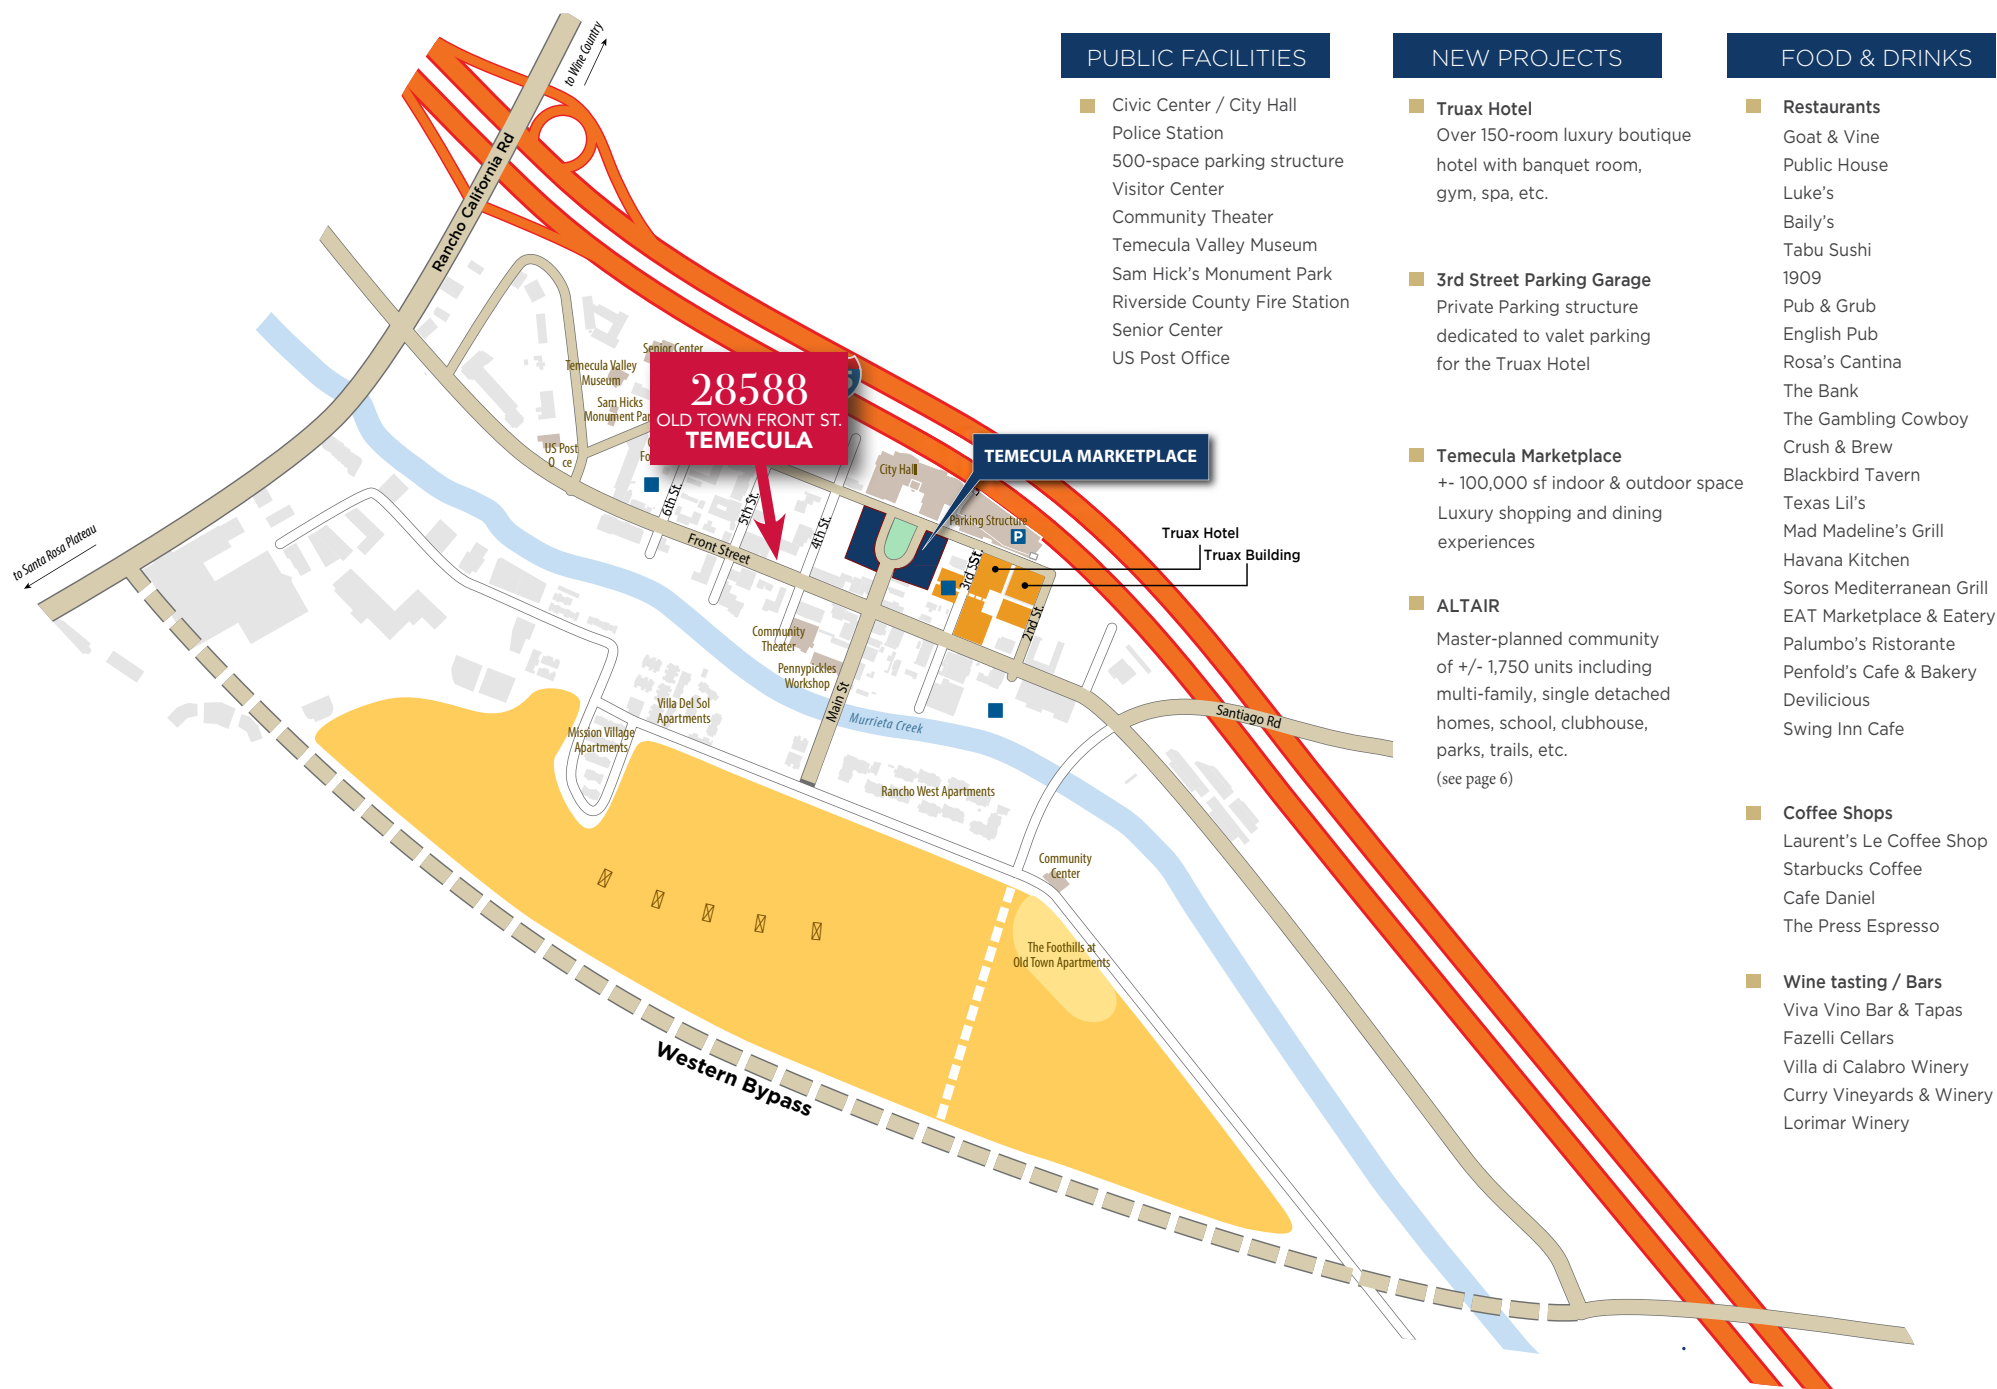 to Wine Country
Rancho California Rd
to Santa Rosa Plateau
Senior Center
Temecula Valley
Museum
Sam Hicks
Monument Par
US Post
O ce
28588
OLD TOWN FRONT ST.
TEMECULA
City Hall
TEMECULA MARKETPLACE
Parking Structure
P
6th St.
5th St.
4th St.
3rd St.
2nd St.
Front Street
Truax Hotel
Truax Building
Community
Theater
Pennypickles
Workshop
Main St
Murrieta Creek
Santiago Rd
Villa Del Sol
Apartments
Mission Village
Apartments
Rancho West Apartments
Community
Center
The Foothills at
Old Town Apartments
Western Bypass
PUBLIC FACILITIES
Civic Center / City Hall
Police Station
500-space parking structure
Visitor Center
Community Theater
Temecula Valley Museum
Sam Hick's Monument Park
Riverside County Fire Station
Senior Center
US Post Office
NEW PROJECTS
Truax Hotel
Over 150-room luxury boutique
hotel with banquet room,
gym, spa, etc.
3rd Street Parking Garage
Private Parking structure
dedicated to valet parking
for the Truax Hotel
Temecula Marketplace
+- 100,000 sf indoor & outdoor space
Luxury shopping and dining
experiences
ALTAIR
Master-planned community
of +/- 1,750 units including
multi-family, single detached
homes, school, clubhouse,
parks, trails, etc.
(see page 6)
FOOD & DRINKS
Restaurants
Goat & Vine
Public House
Luke's
Baily's
Tabu Sushi
1909
Pub & Grub
English Pub
Rosa's Cantina
The Bank
The Gambling Cowboy
Crush & Brew
Blackbird Tavern
Texas Lil's
Mad Madeline's Grill
Havana Kitchen
Soros Mediterranean Grill
EAT Marketplace & Eatery
Palumbo's Ristorante
Penfold's Cafe & Bakery
Devilicious
Swing Inn Cafe
Coffee Shops
Laurent's Le Coffee Shop
Starbucks Coffee
Cafe Daniel
The Press Espresso
Wine tasting / Bars
Viva Vino Bar & Tapas
Fazelli Cellars
Villa di Calabro Winery
Curry Vineyards & Winery
Lorimar Winery